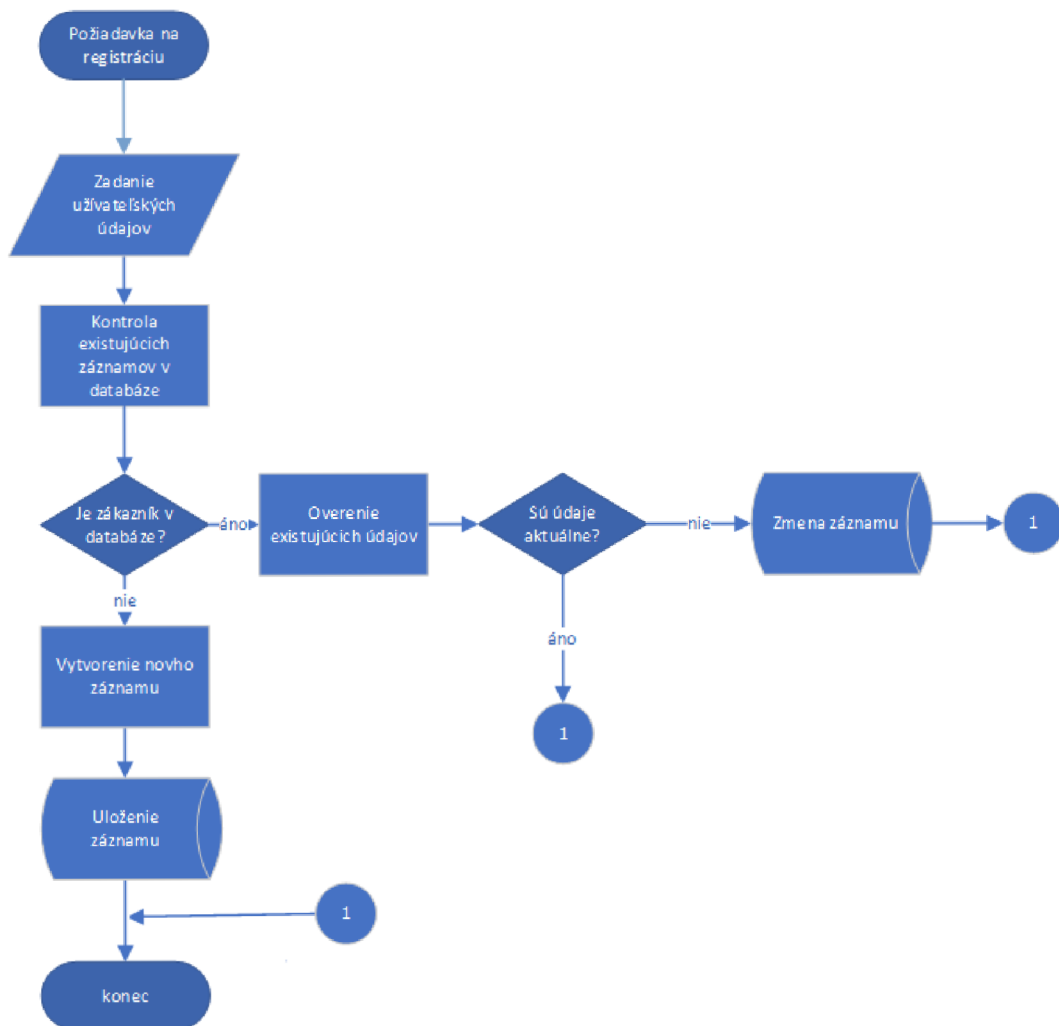 Požiadavka na
registráciu
Zadanie
užívateľských
údajov
Kontrola
existujúcich
záznamov v
databáze
Je zákazník v
databáze?
áno
Overenie
existujúcich údajov
Sú údaje
aktuálne?
nie
Zmena záznamu
1
nie
áno
Vytvorenie novho
záznamu
1
Uloženie
záznamu
1
konec